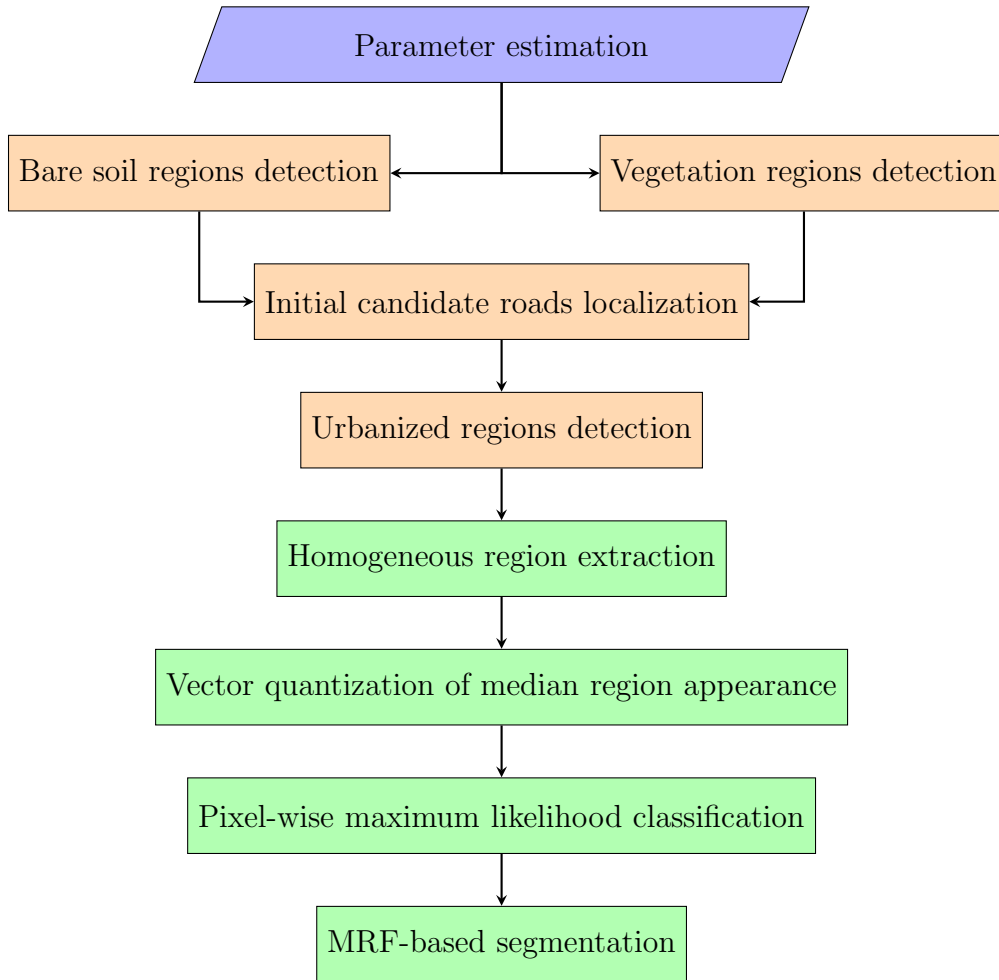 Parameter estimation
Bare soil regions detection
Vegetation regions detection
Initial candidate roads localization
Urbanized regions detection
Homogeneous region extraction
Vector quantization of median region appearance
Pixel-wise maximum likelihood classification
MRF-based segmentation